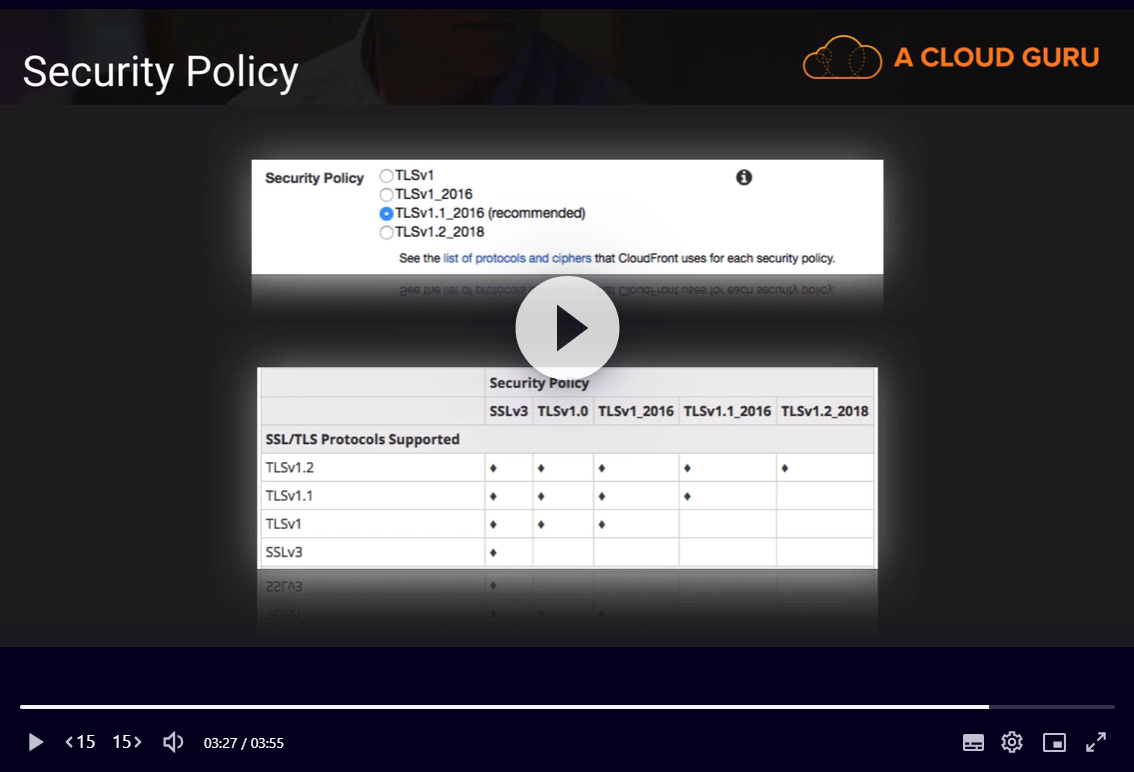 Security Policy
A CLOUD GURU
Security Policy
TLSv1
TLSv1_2016
TLSv1.1_2016 (recommended)
TLSv1.2_2018
See the list of protocols and ciphers that CloudFront uses for each security policy.
Security Policy
SSLv3 TLSv1.0 TLSv1_2016 TLSv1.1_2016 TLSv1.2_2018
SSL/TLS Protocols Supported
TLSv1.2 ♦ ♦ ♦ ♦ ♦
TLSv1.1 ♦ ♦ ♦ ♦
TLSv1 ♦ ♦ ♦
SSLv3 ♦
15 15 03:27 / 03:55